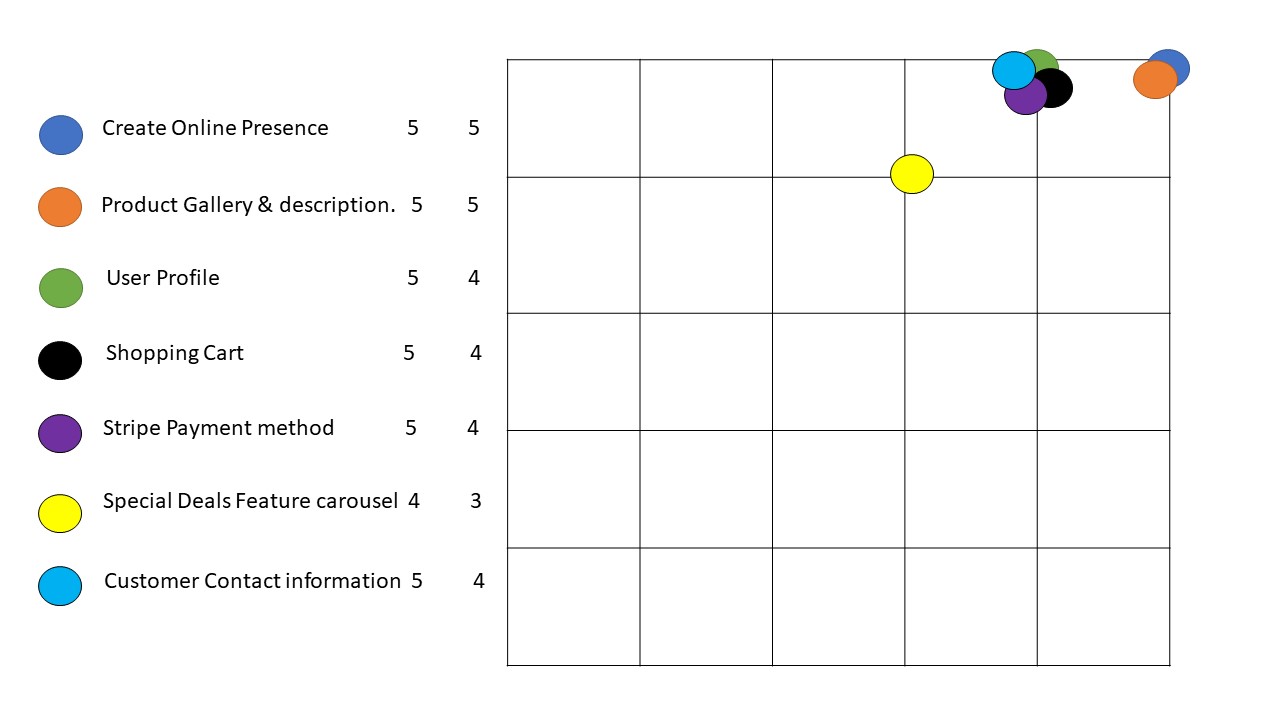 Create Online Presence 5 5
Product Gallery & description. 5 5
User Profile 5 4
Shopping Cart 5 4
Stripe Payment method 5 4
Special Deals Feature carousel 4 3
Customer Contact information 5 4